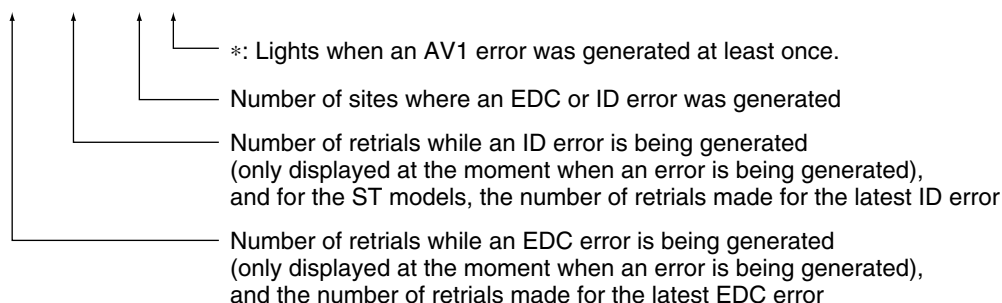 *: Lights when an AV1 error was generated at least once.
Number of sites where an EDC or ID error was generated
Number of retrials while an ID error is being generated
(only displayed at the moment when an error is being generated),
and for the ST models, the number of retrials made for the latest ID error
Number of retrials while an EDC error is being generated
(only displayed at the moment when an error is being generated),
and the number of retrials made for the latest EDC error